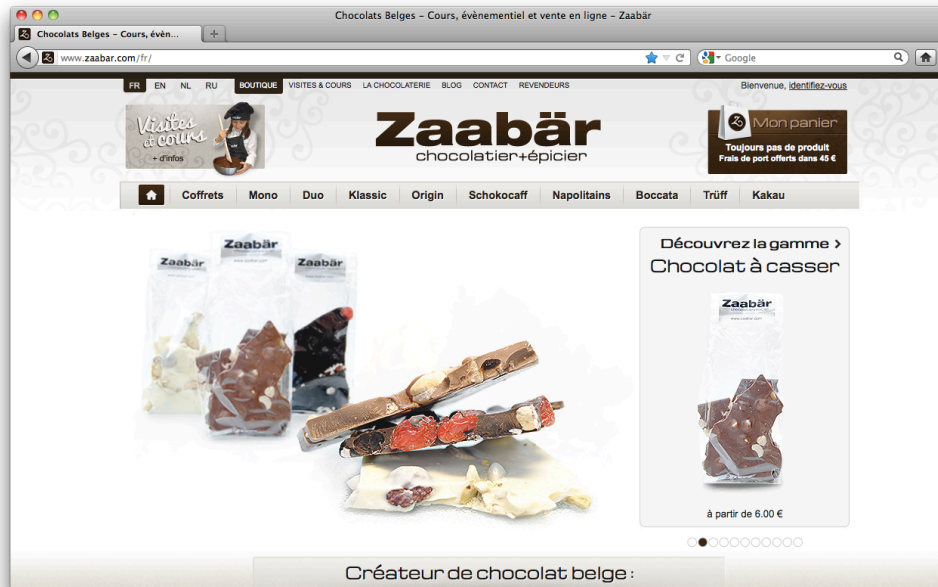 Chocolats Belges – Cours, évènementiel et vente en ligne – Zaabär
Chocolats Belges – Cours, évèn...
www.zaabar.com/fr/
Google
FR EN NL RU BOUTIQUE VISITES & COURS LA CHOCOLATERIE BLOG CONTACT REVENDEURS
Bienvenue, identifiez-vous
Visites
et cours
+ d'infos
Zaabär
chocolatier+épicier
Mon panier
Toujours pas de produit
Frais de port offerts dans 45 €
Coffrets Mono Duo Klassic Origin Schokocaff Napolitains Boccata Trüff Kakau
Zaabär
Zaabär
Zaabär
Découvrez la gamme >
Chocolat à casser
Zaabär
www.zaabar.com
à partir de 6.00 €
Créateur de chocolat belge :